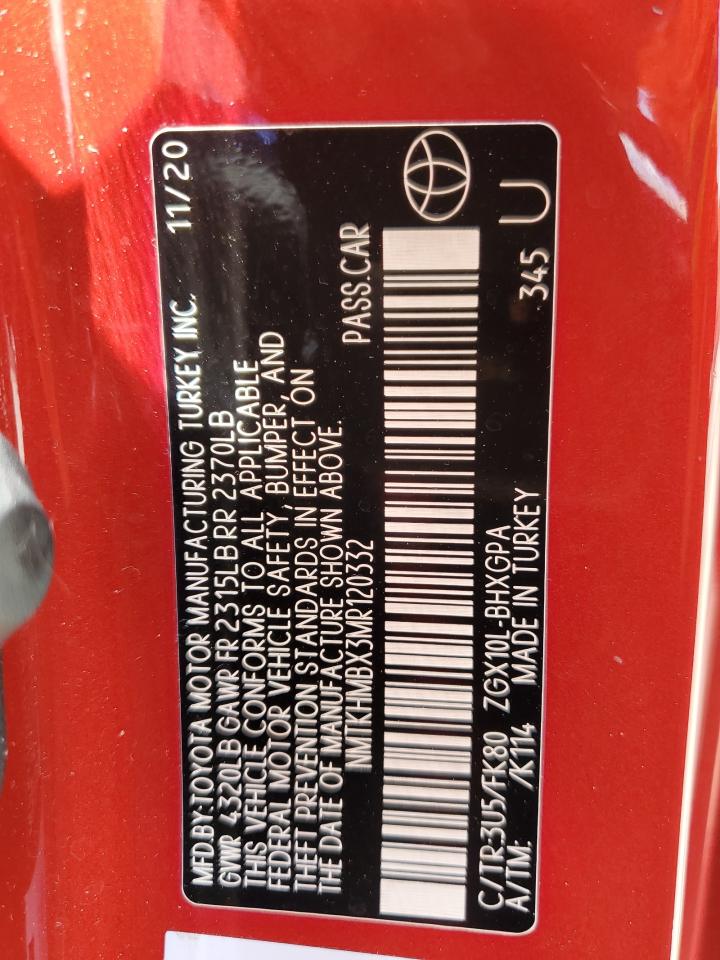 MFD.BY:TOYOTA MOTOR MANUFACTURING TURKEY INC. 11/20
GVWR 4320LB GAWR FR 2315LB RR 2370LB
THIS VEHICLE CONFORMS TO ALL APPLICABLE
FEDERAL MOTOR VEHICLE SAFETY, BUMPER, AND
THEFT PREVENTION STANDARDS IN EFFECT ON
THE DATE OF MANUFACTURE SHOWN ABOVE.
NMTKHMBX3MR120332 PASS.CAR
C/TR:3U5/FK80 ZGX10L-BHXGPA
A/TM: /K114 MADE IN TURKEY 345 U